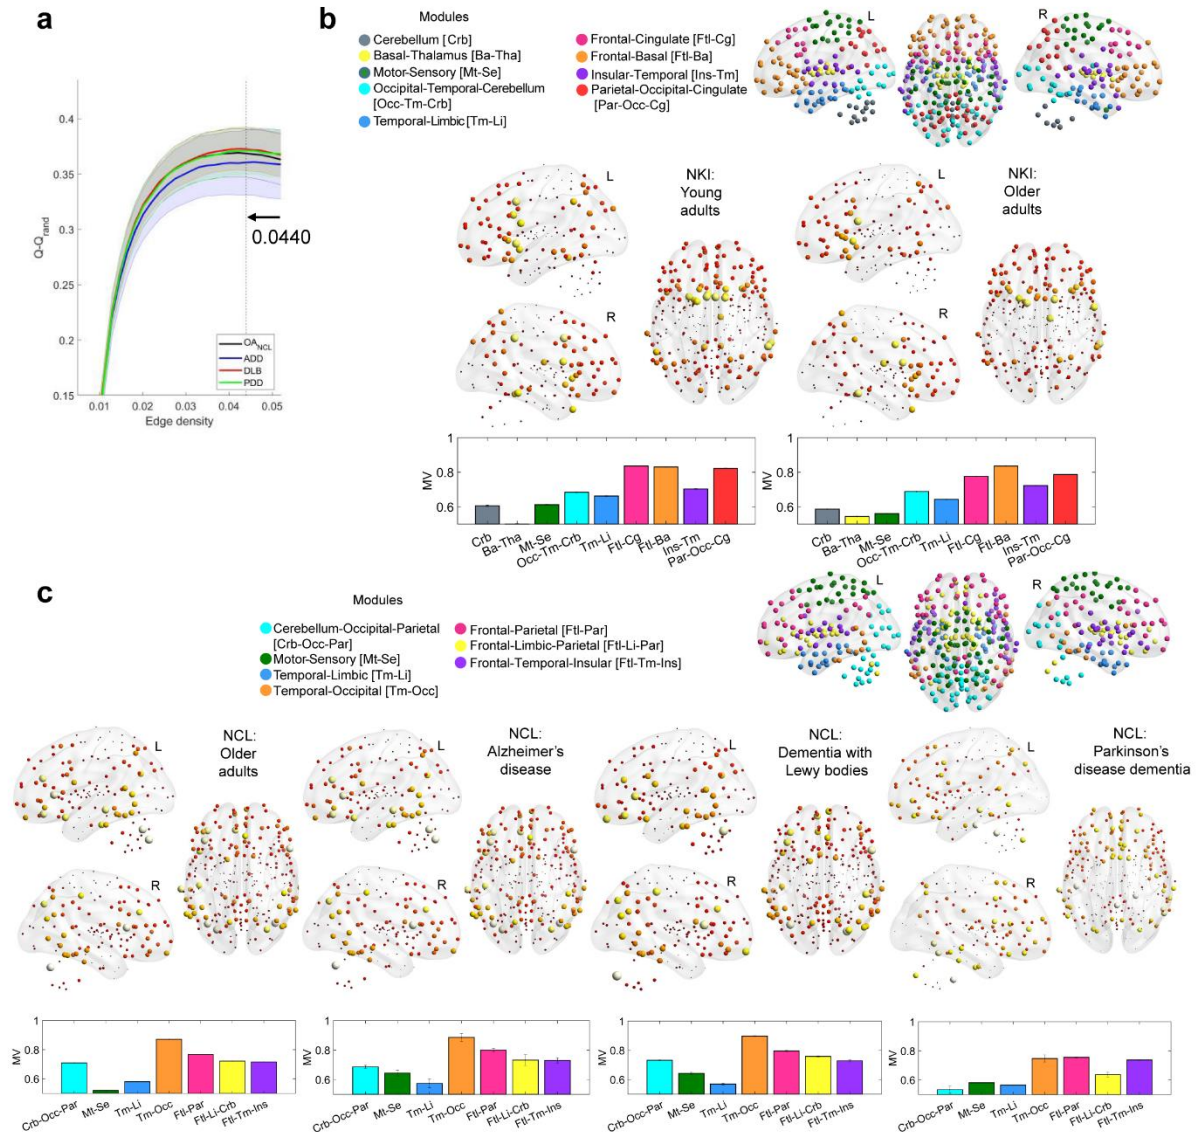 a
0.4
0.35
0.3
0.25
0.2
0.15
Q-Qrand
0.0440
OANCL
ADD
DLB
PDD
0.01 0.02 0.03 0.04 0.05
Edge density
b
Modules
Cerebellum [Crb]
Basal-Thalamus [Ba-Tha]
Motor-Sensory [Mt-Se]
Occipital-Temporal-Cerebellum
[Occ-Tm-Crb]
Temporal-Limbic [Tm-Li]
Frontal-Cingulate [Ftl-Cg]
Frontal-Basal [Ftl-Ba]
Insular-Temporal [Ins-Tm]
Parietal-Occipital-Cingulate
[Par-Occ-Cg]
L
R
L
NKI:
Young
adults
R
L
NKI:
Older
adults
R
1
0.8
0.6
MV
Crb Ba-Tha Mt-Se Occ-Tm-Crb Tm-Li Ftl-Cg Ftl-Ba Ins-Tm Par-Occ-Cg
1
0.8
0.6
MV
Crb Ba-Tha Mt-Se Occ-Tm-Crb Tm-Li Ftl-Cg Ftl-Ba Ins-Tm Par-Occ-Cg
c
Modules
Cerebellum-Occipital-Parietal
[Crb-Occ-Par]
Motor-Sensory [Mt-Se]
Temporal-Limbic [Tm-Li]
Temporal-Occipital [Tm-Occ]
Frontal-Parietal [Ftl-Par]
Frontal-Limbic-Parietal [Ftl-Li-Par]
Frontal-Temporal-Insular [Ftl-Tm-Ins]
L
R
L
NCL:
Older
adults
R
L
NCL:
Alzheimer's
disease
R
L
NCL:
Dementia with
Lewy bodies
R
L
NCL:
Parkinson's
disease dementia
R
1
0.8
0.6
MV
Crb-Occ-Par Mt-Se Tm-Li Tm-Occ Ftl-Par Ftl-Li-Crb Ftl-Tm-Ins
1
0.8
0.6
MV
Crb-Occ-Par Mt-Se Tm-Li Tm-Occ Ftl-Par Ftl-Li-Crb Ftl-Tm-Ins
1
0.8
0.6
MV
Crb-Occ-Par Mt-Se Tm-Li Tm-Occ Ftl-Par Ftl-Li-Crb Ftl-Tm-Ins
1
0.8
0.6
MV
Crb-Occ-Par Mt-Se Tm-Li Tm-Occ Ftl-Par Ftl-Li-Crb Ftl-Tm-Ins